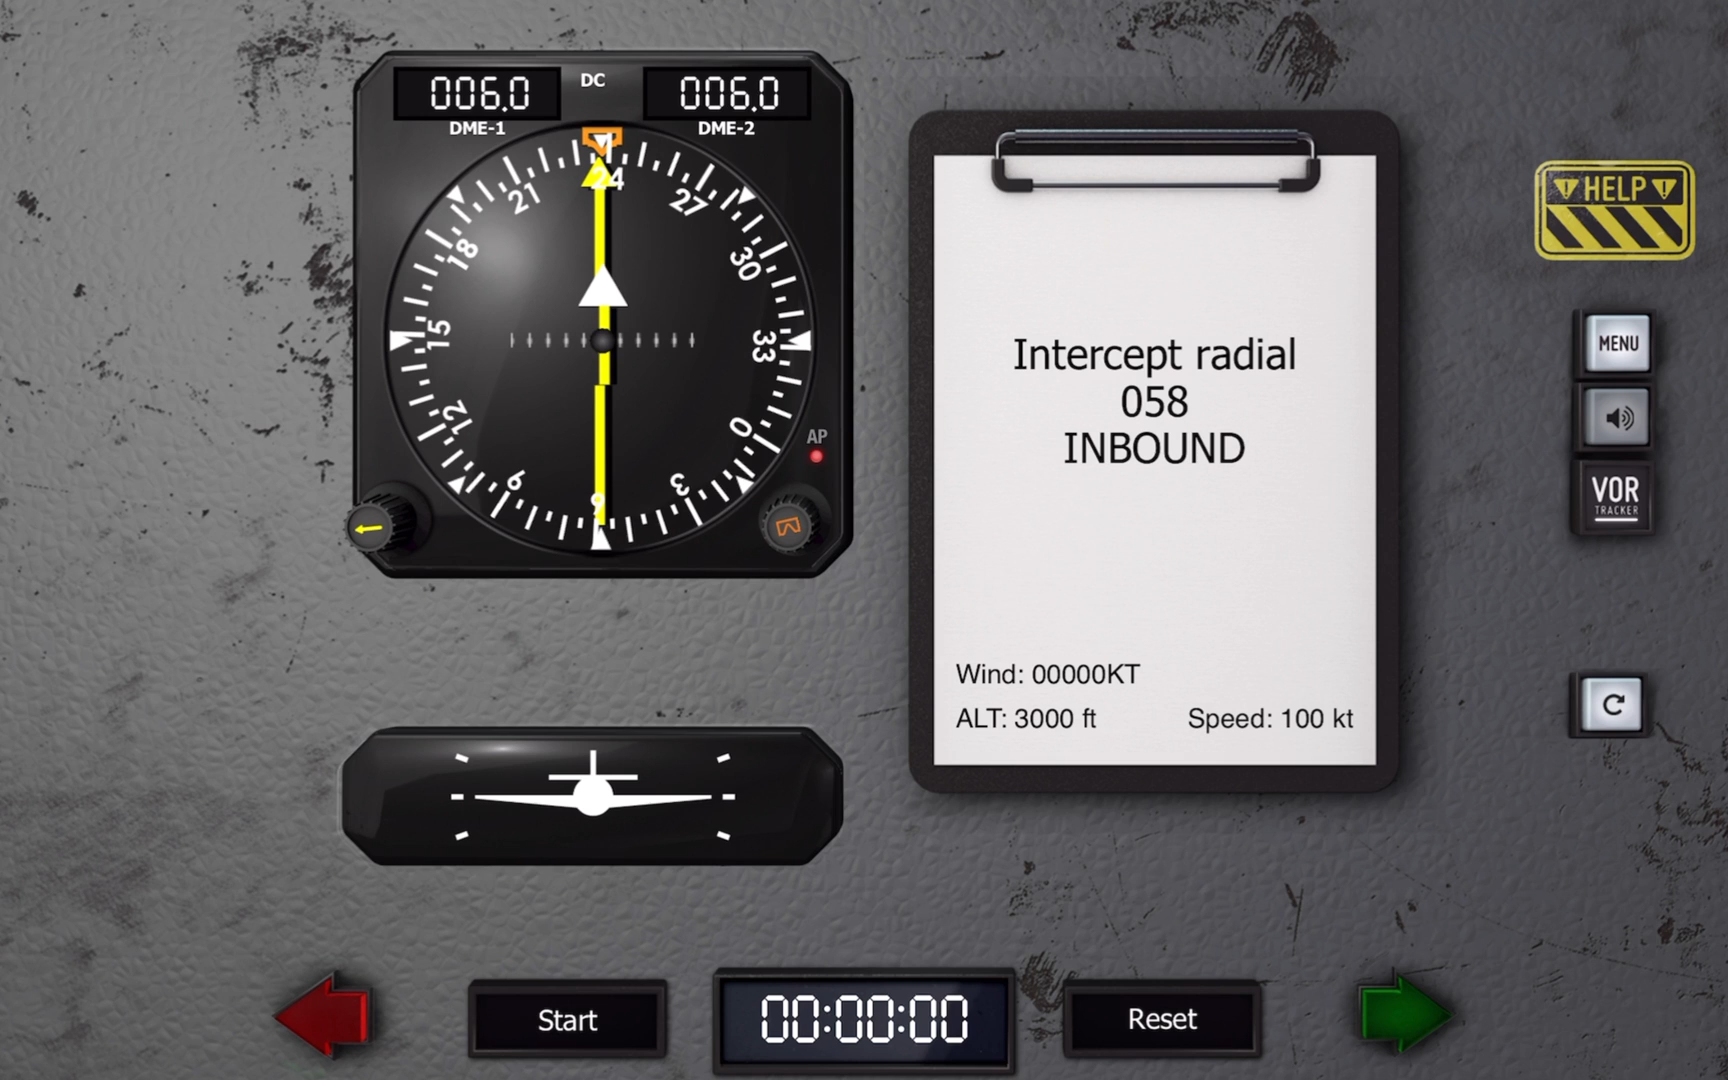 006.0
DC
006.0
DME-1
DME-2
24
21
27
18
30
15
33
12
0
9
3
6
AP
Intercept radial
058
INBOUND
Wind: 00000KT
ALT: 3000 ft
Speed: 100 kt
HELP
MENU
VOR
TRACKER
Start
00:00:00
Reset